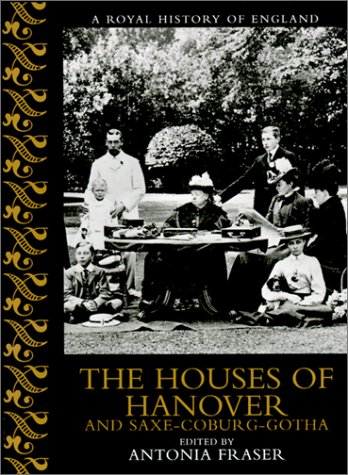 A ROYAL HISTORY OF ENGLAND
THE HOUSES OF
HANOVER
AND SAXE-COBURG-GOTHA
EDITED BY
ANTONIA FRASER